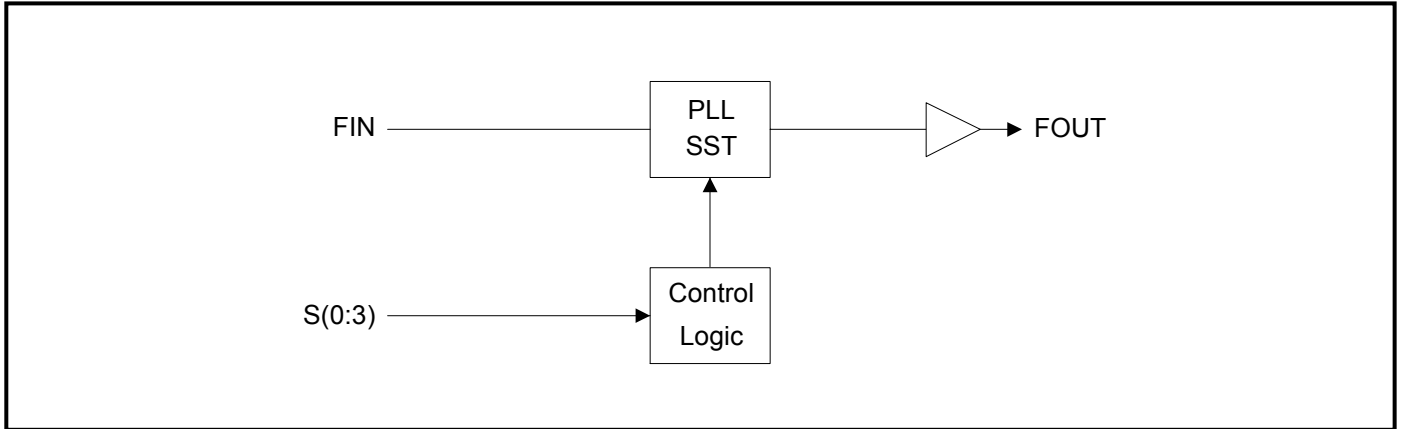 PLL
SST
FIN
FOUT
Control
Logic
S(0:3)